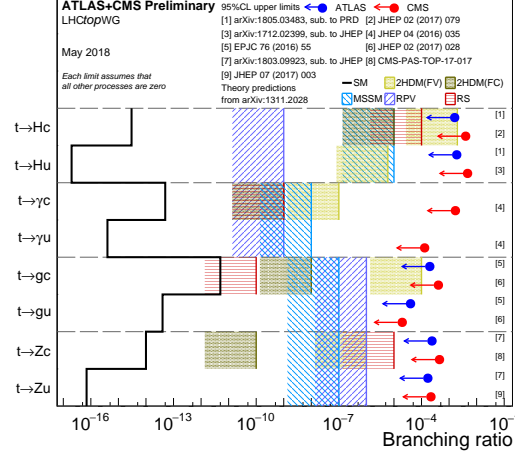 ATLAS+CMS Preliminary
LHCtopWG
May 2018
Each limit assumes that
all other processes are zero
95%CL upper limits ATLAS CMS
[1] arXiv:1805.03483, sub. to PRD [2] JHEP 02 (2017) 079
[3] arXiv:1712.02399, sub. to JHEP [4] JHEP 04 (2016) 035
[5] EPJC 76 (2016) 55 [6] JHEP 02 (2017) 028
[7] arXiv:1803.09923, sub. to JHEP [8] CMS-PAS-TOP-17-017
[9] JHEP 07 (2017) 003
Theory predictions
from arXiv:1311.2028
SM 2HDM(FV) 2HDM(FC)
MSSM RPV RS
t→Hc [1]
[2]
t→Hu [1]
[3]
t→γc [4]
t→γu [4]
t→gc [5]
[6]
t→gu [5]
[6]
t→Zc [7]
[8]
t→Zu [7]
[9]
10⁻¹⁶ 10⁻¹³ 10⁻¹⁰ 10⁻⁷ 10⁻⁴
Branching ratio